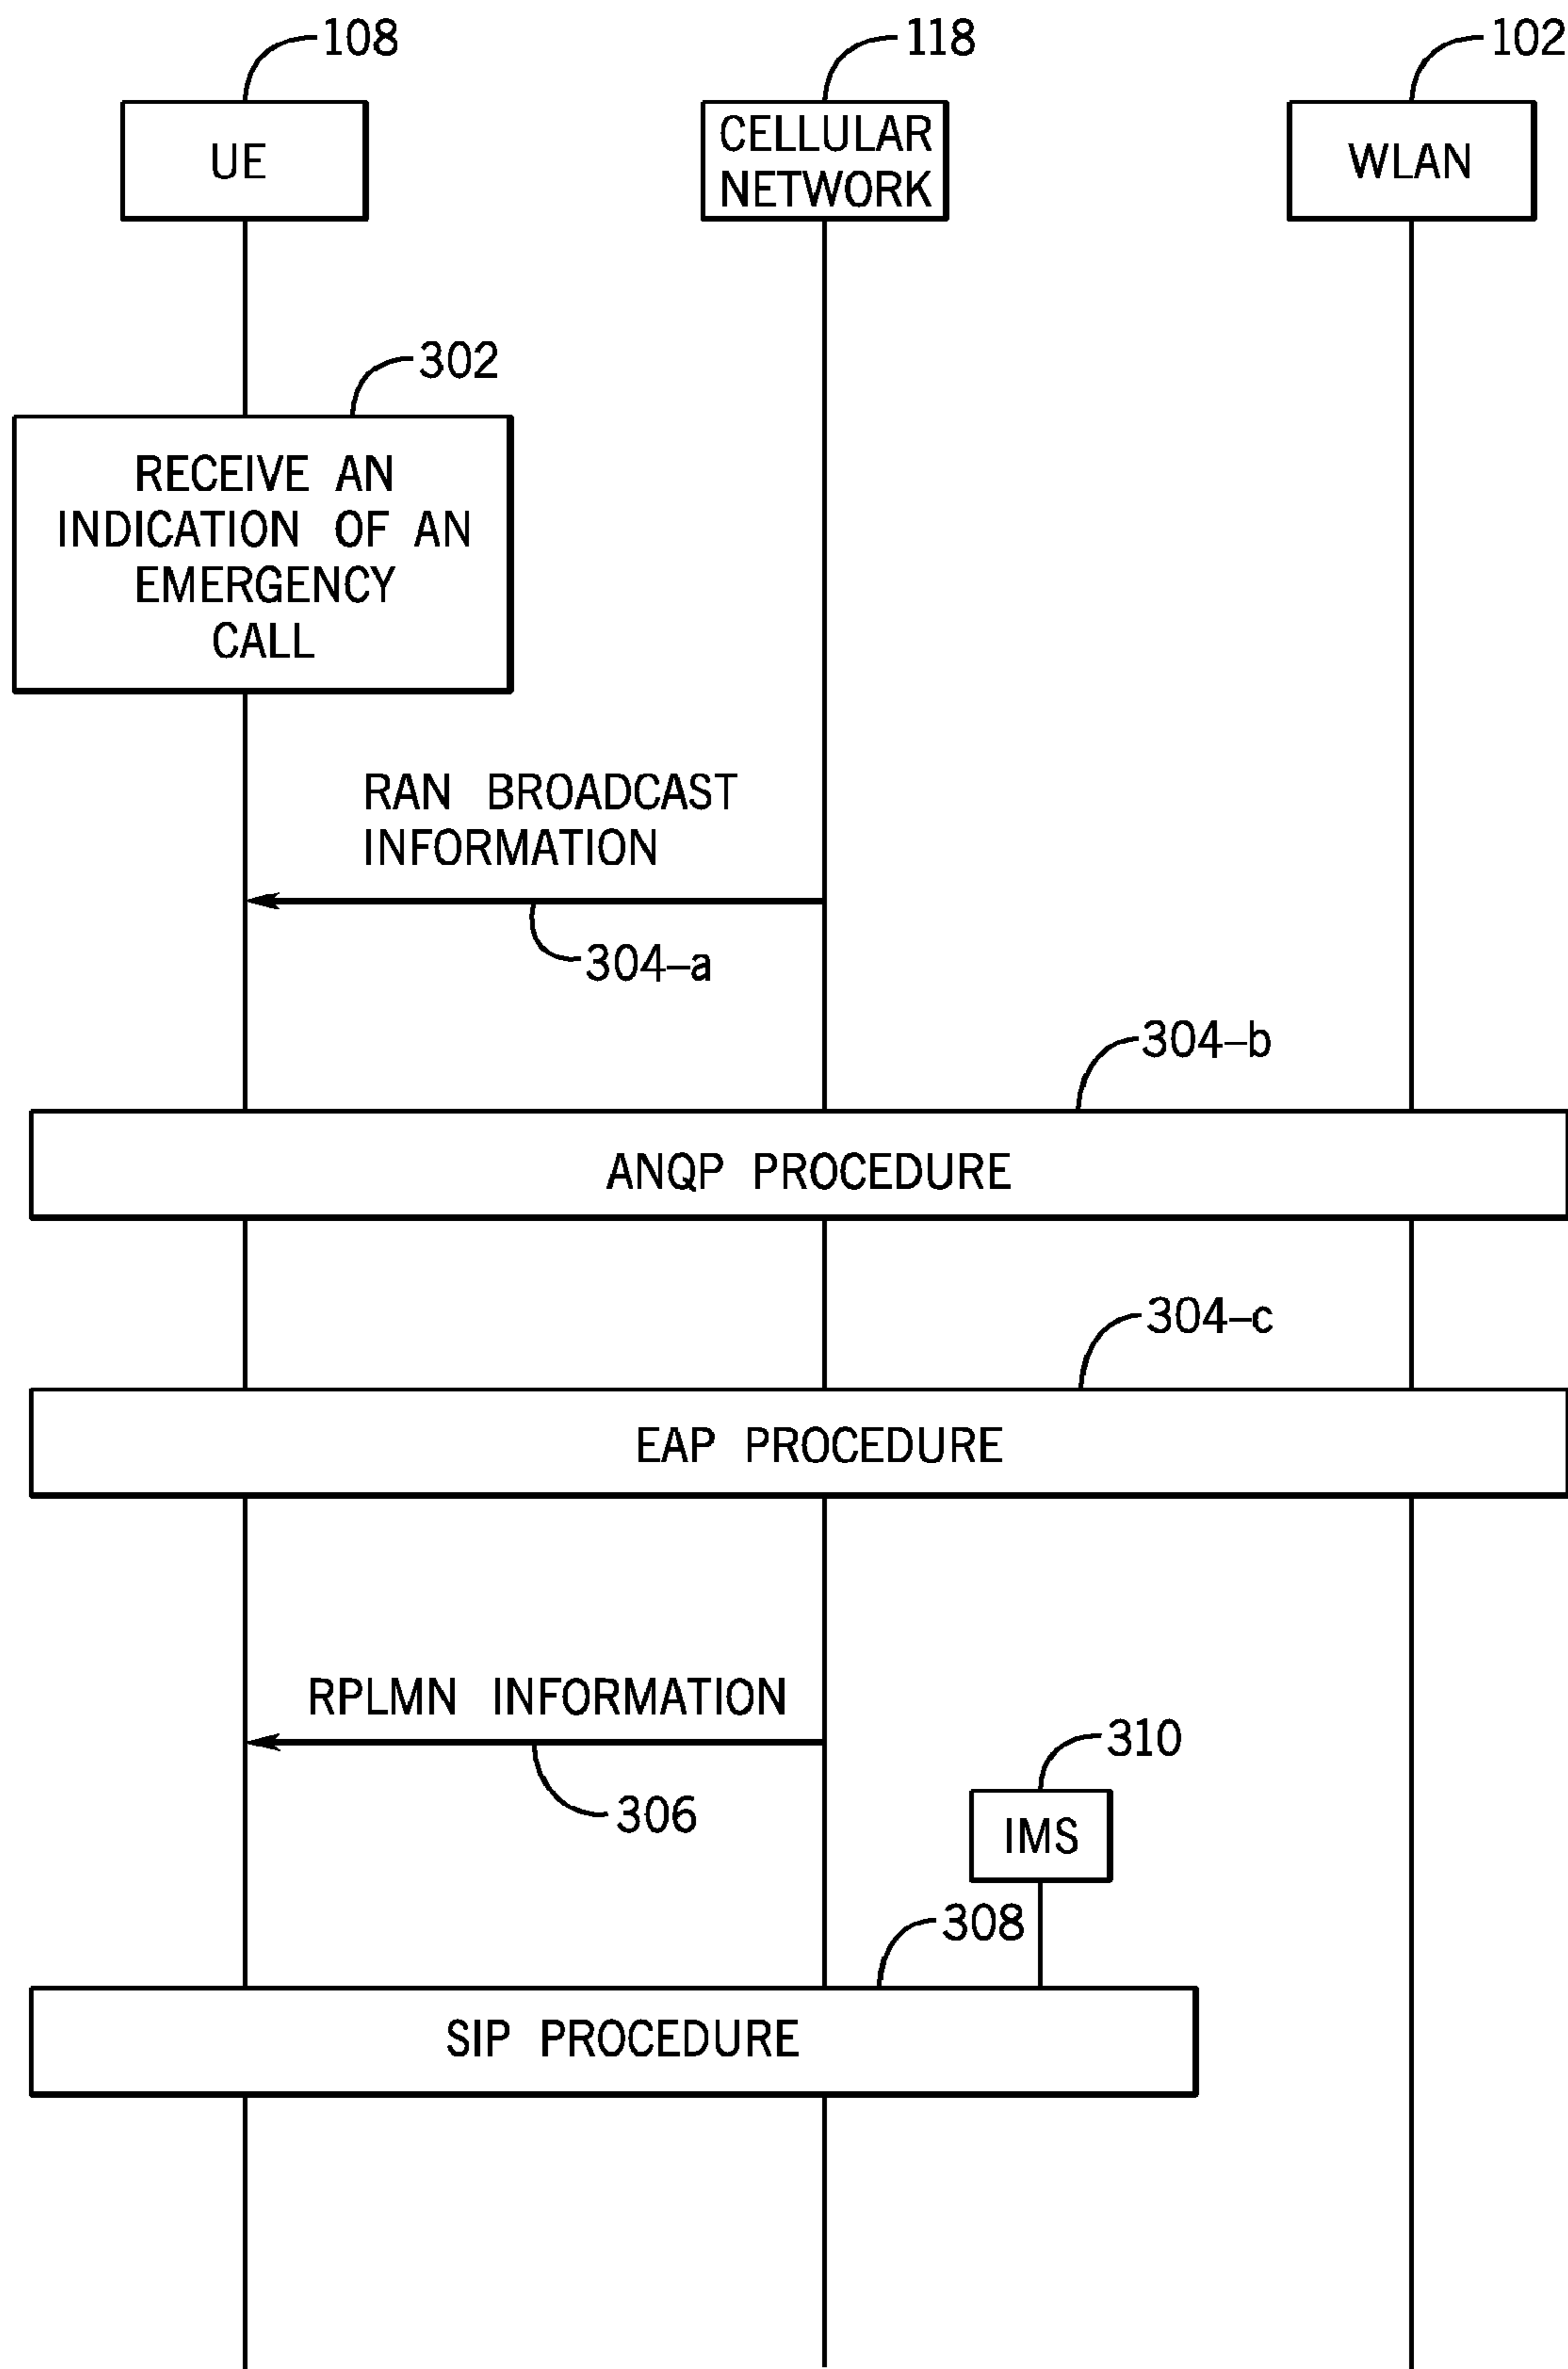 108
118
102
UE
CELLULAR
NETWORK
WLAN
302
RECEIVE AN
INDICATION OF AN
EMERGENCY
CALL
RAN BROADCAST
INFORMATION
304-a
304-b
ANQP PROCEDURE
304-c
EAP PROCEDURE
RPLMN INFORMATION
306
310
IMS
308
SIP PROCEDURE